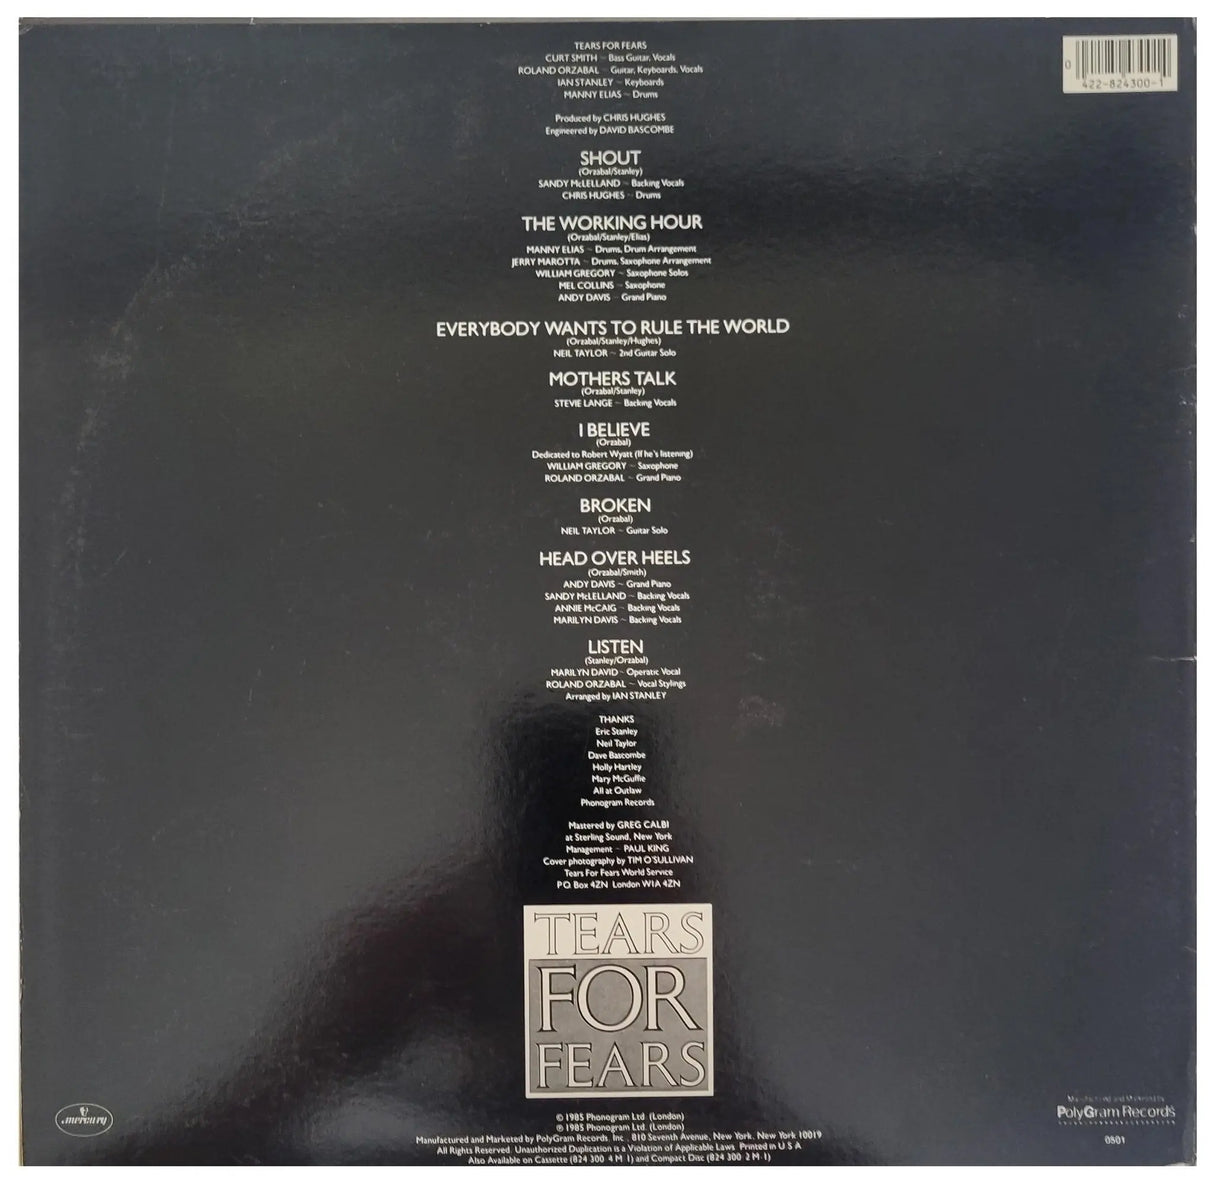 TEARS FOR FEARS
CURT SMITH ~ Bass Guitar, Vocals
ROLAND ORZABAL ~ Guitar, Keyboards, Vocals
IAN STANLEY ~ Keyboards
MANNY ELIAS ~ Drums
0 422-824300-1
Produced by CHRIS HUGHES
Engineered by DAVID BASCOMBE
SHOUT
(Orzabal/Stanley)
SANDY McLELLAND ~ Backing Vocals
CHRIS HUGHES ~ Drums
THE WORKING HOUR
(Orzabal/Stanley/Elias)
MANNY ELIAS ~ Drums, Drum Arrangement
JERRY MAROTTA ~ Drums, Saxophone Arrangement
WILLIAM GREGORY ~ Saxophone Solos
MEL COLLINS ~ Saxophone
ANDY DAVIS ~ Grand Piano
EVERYBODY WANTS TO RULE THE WORLD
(Orzabal/Stanley/Hughes)
NEIL TAYLOR ~ 2nd Guitar Solo
MOTHERS TALK
(Orzabal/Stanley)
STEVIE LANGE ~ Backing Vocals
I BELIEVE
(Orzabal)
Dedicated to Robert Wyatt (If he's listening)
WILLIAM GREGORY ~ Saxophone
ROLAND ORZABAL ~ Grand Piano
BROKEN
(Orzabal)
NEIL TAYLOR ~ Guitar Solo
HEAD OVER HEELS
(Orzabal/Smith)
ANDY DAVIS ~ Grand Piano
SANDY McLELLAND ~ Backing Vocals
ANNIE McCAIG ~ Backing Vocals
MARILYN DAVIS ~ Backing Vocals
LISTEN
(Stanley/Orzabal)
MARILYN DAVID ~ Operatic Vocal
ROLAND ORZABAL ~ Vocal Stylings
Arranged by IAN STANLEY
THANKS
Eric Stanley
Neil Taylor
Dave Bascombe
Holly Hartley
Mary McGuffie
All at Outlaw
Phonogram Records
Mastered by GREG CALBI
at Sterling Sound, New York
Management ~ PAUL KING
Cover photography by TIM O'SULLIVAN
Tears For Fears World Service
P.O. Box 4ZN London W1A 4ZN
TEARS
FOR
FEARS
mercury
© 1985 Phonogram Ltd. (London)
℗ 1985 Phonogram Ltd. (London)
Manufactured and Marketed by PolyGram Records, Inc., 810 Seventh Avenue, New York, New York 10019
All Rights Reserved. Unauthorized Duplication is a Violation of Applicable Laws. Printed in U S A
Also Available on Cassette (824 300-4 M-1) and Compact Disc (824 300-2 M-1)
Manufactured and Marketed by
PolyGram Records
0501